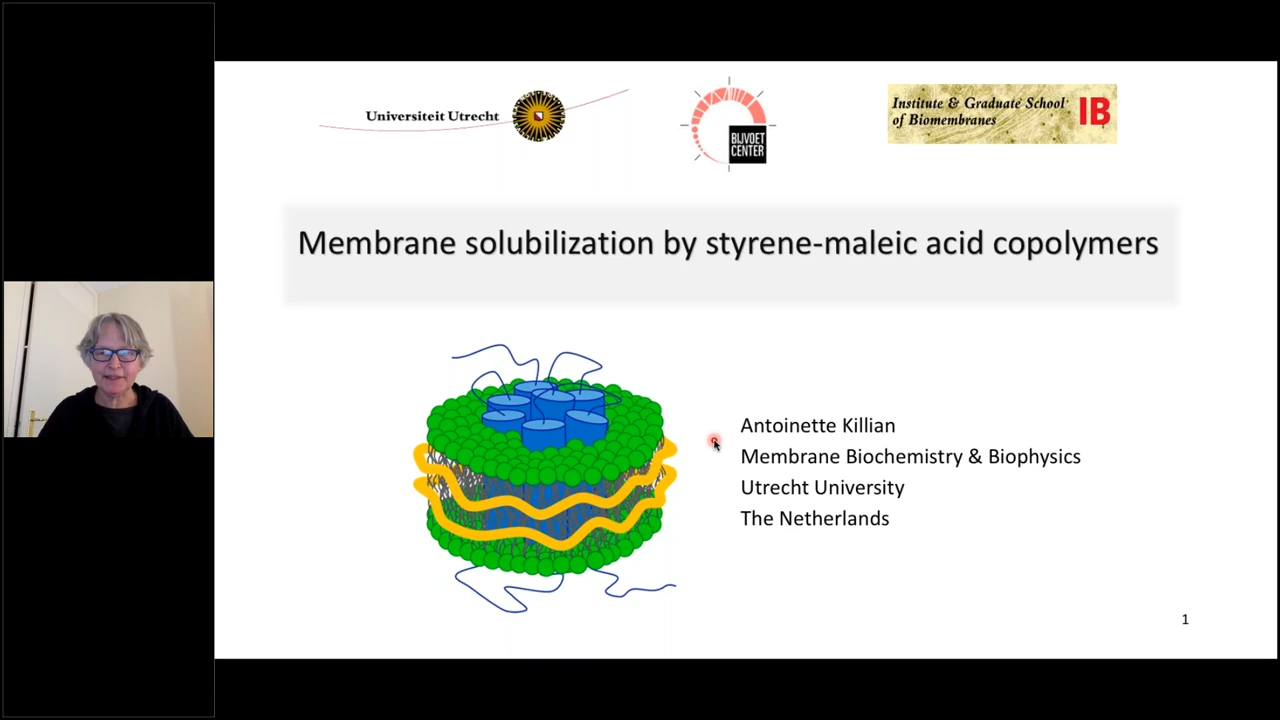 Universiteit Utrecht
BIJVOET
CENTER
Institute & Graduate School
of Biomembranes
IB
Membrane solubilization by styrene-maleic acid copolymers
Antoinette Killian
Membrane Biochemistry & Biophysics
Utrecht University
The Netherlands
1